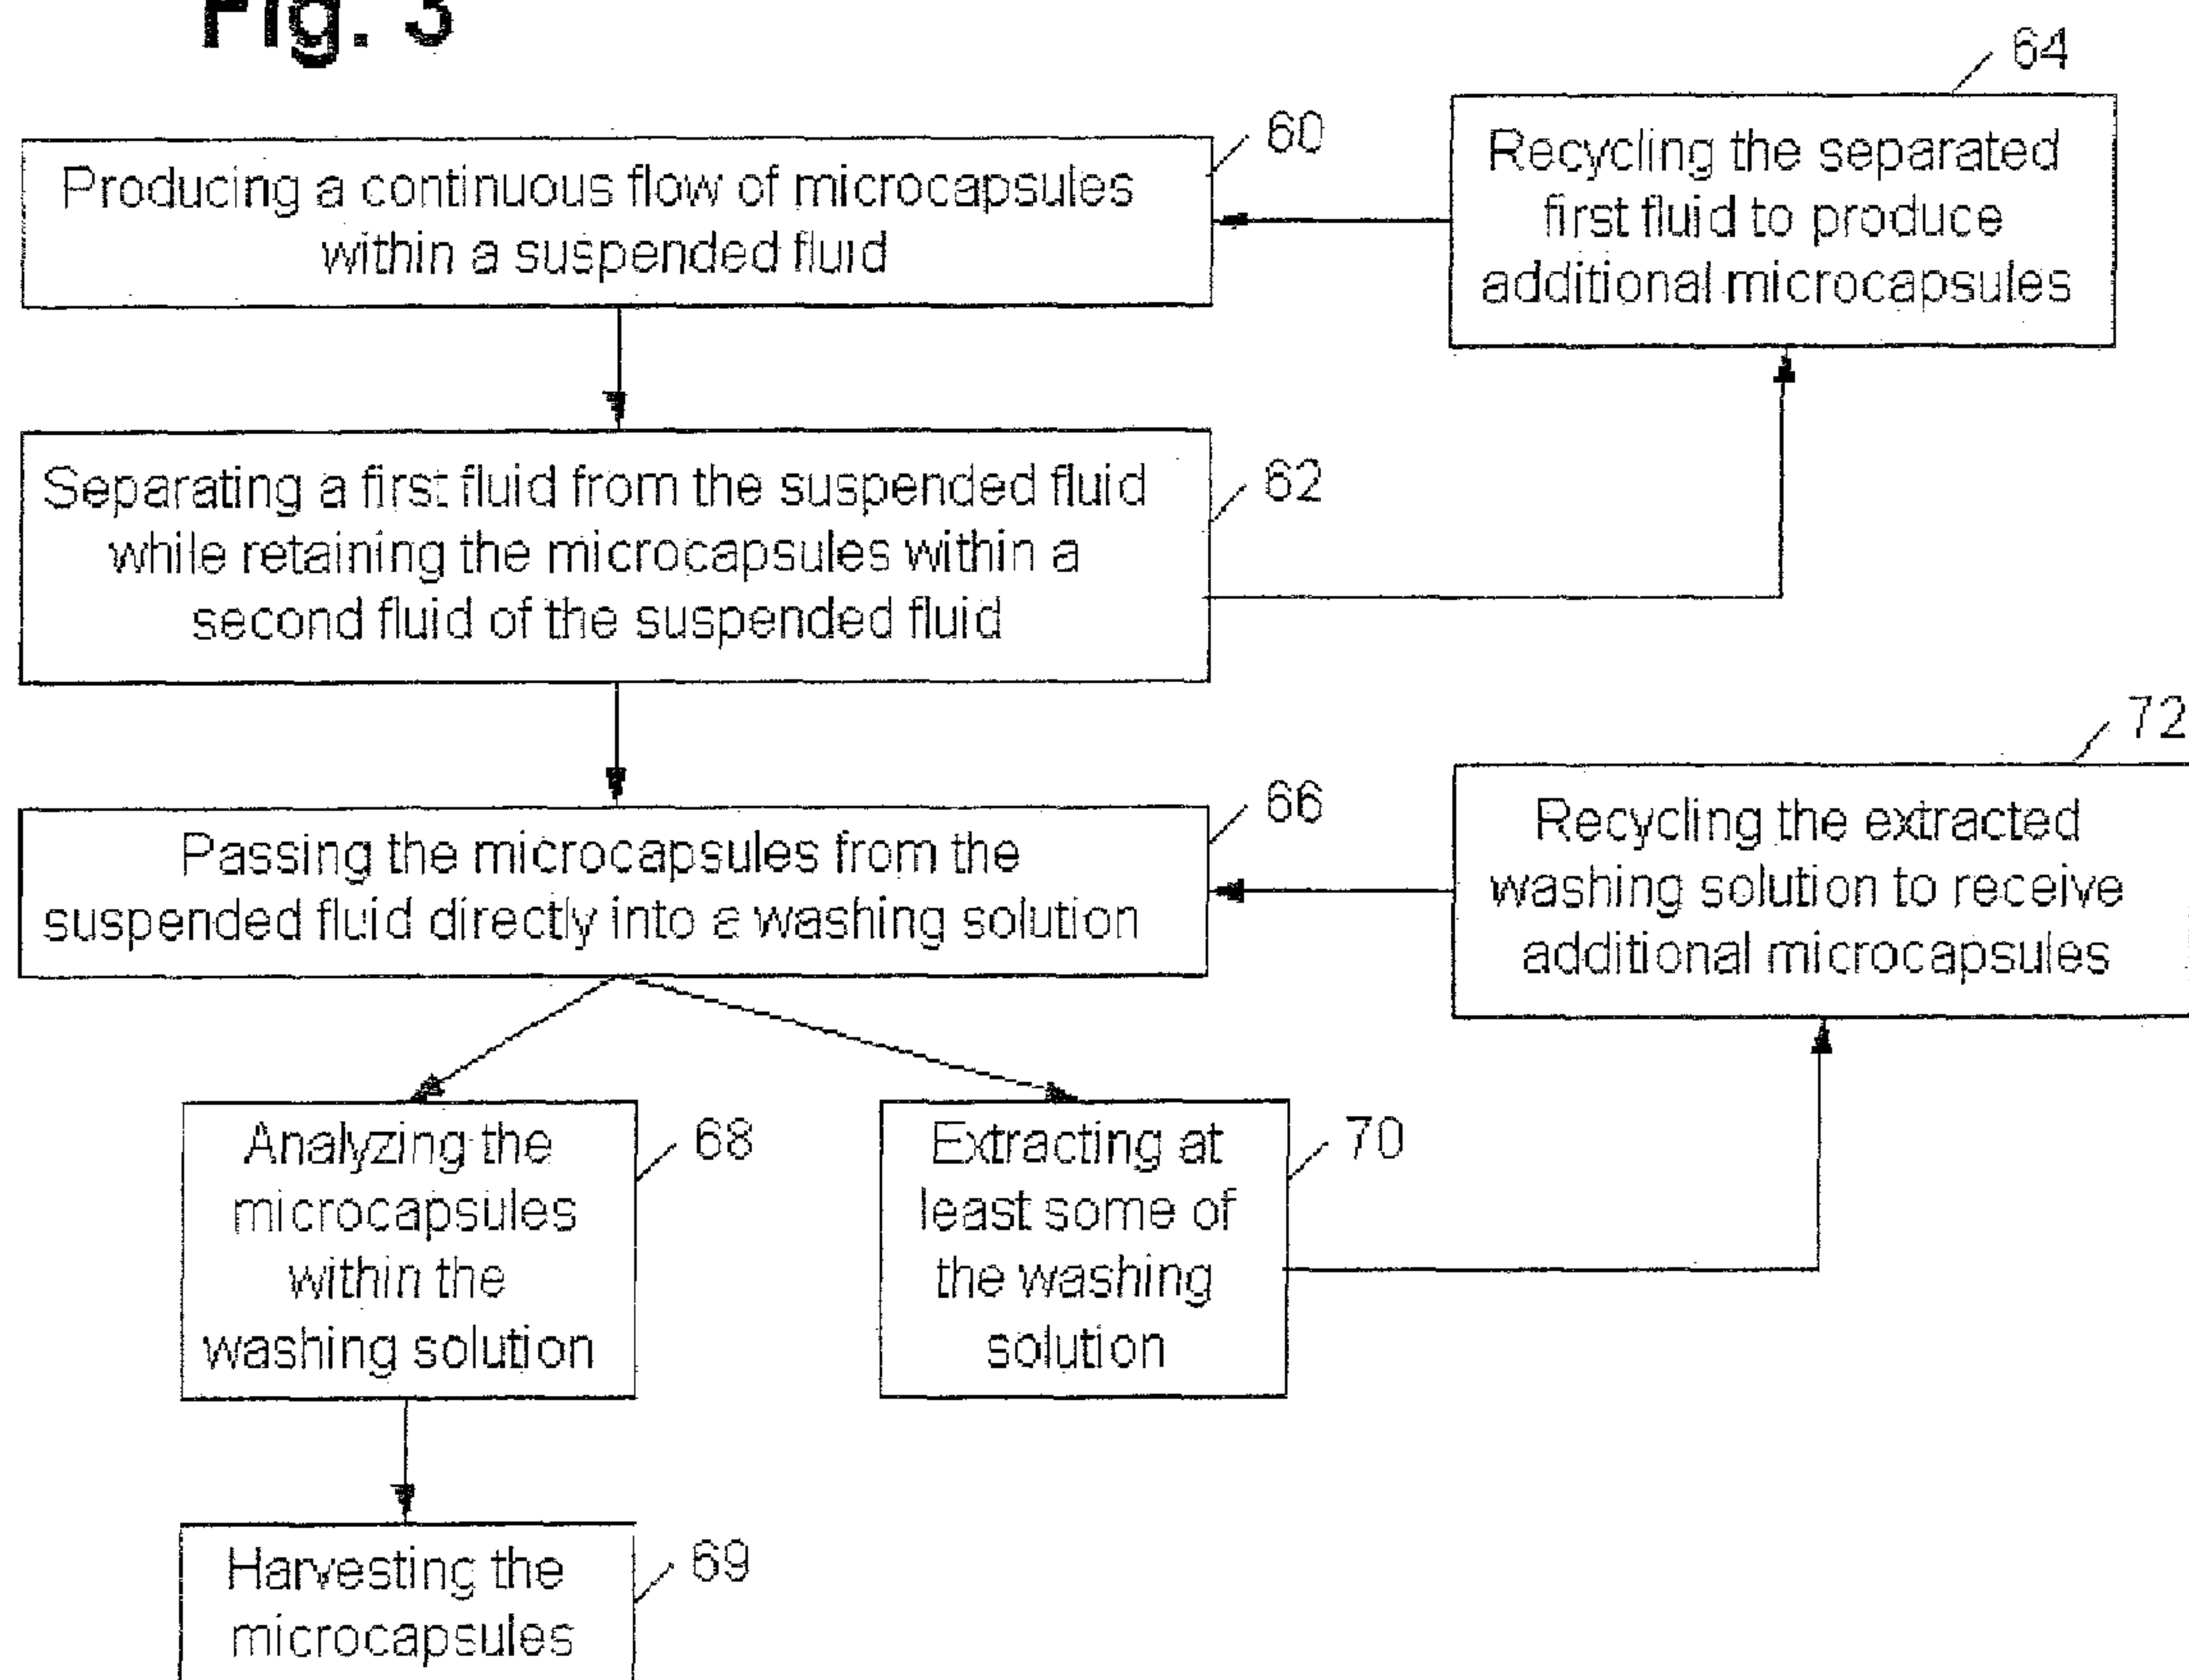 Fig. 3
64
60
Producing a continuous flow of microcapsules
within a suspended fluid
Recycling the separated
first fluid to produce
additional microcapsules
62
Separating a first fluid from the suspended fluid
while retaining the microcapsules within a
second fluid of the suspended fluid
72
66
Passing the microcapsules from the
suspended fluid directly into a washing solution
Recycling the extracted
washing solution to receive
additional microcapsules
68
Analyzing the
microcapsules
within the
washing solution
70
Extracting at
least some of
the washing
solution
69
Harvesting the
microcapsules